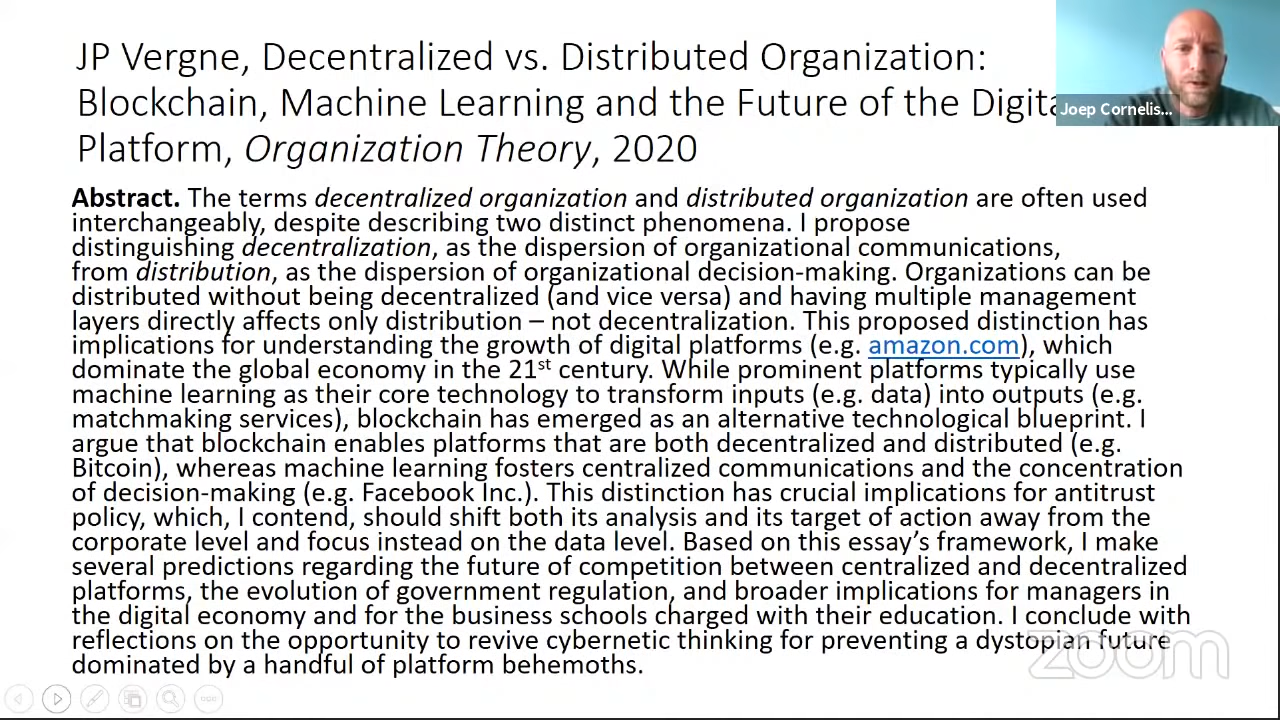 JP Vergne, Decentralized vs. Distributed Organization:
Blockchain, Machine Learning and the Future of the Digita
Platform, Organization Theory, 2020
Joep Cornelis...
Abstract. The terms decentralized organization and distributed organization are often used
interchangeably, despite describing two distinct phenomena. I propose
distinguishing decentralization, as the dispersion of organizational communications,
from distribution, as the dispersion of organizational decision-making. Organizations can be
distributed without being decentralized (and vice versa) and having multiple management
layers directly affects only distribution – not decentralization. This proposed distinction has
implications for understanding the growth of digital platforms (e.g. amazon.com), which
dominate the global economy in the 21st century. While prominent platforms typically use
machine learning as their core technology to transform inputs (e.g. data) into outputs (e.g.
matchmaking services), blockchain has emerged as an alternative technological blueprint. I
argue that blockchain enables platforms that are both decentralized and distributed (e.g.
Bitcoin), whereas machine learning fosters centralized communications and the concentration
of decision-making (e.g. Facebook Inc.). This distinction has crucial implications for antitrust
policy, which, I contend, should shift both its analysis and its target of action away from the
corporate level and focus instead on the data level. Based on this essay’s framework, I make
several predictions regarding the future of competition between centralized and decentralized
platforms, the evolution of government regulation, and broader implications for managers in
the digital economy and for the business schools charged with their education. I conclude with
reflections on the opportunity to revive cybernetic thinking for preventing a dystopian future
dominated by a handful of platform behemoths.
zoom